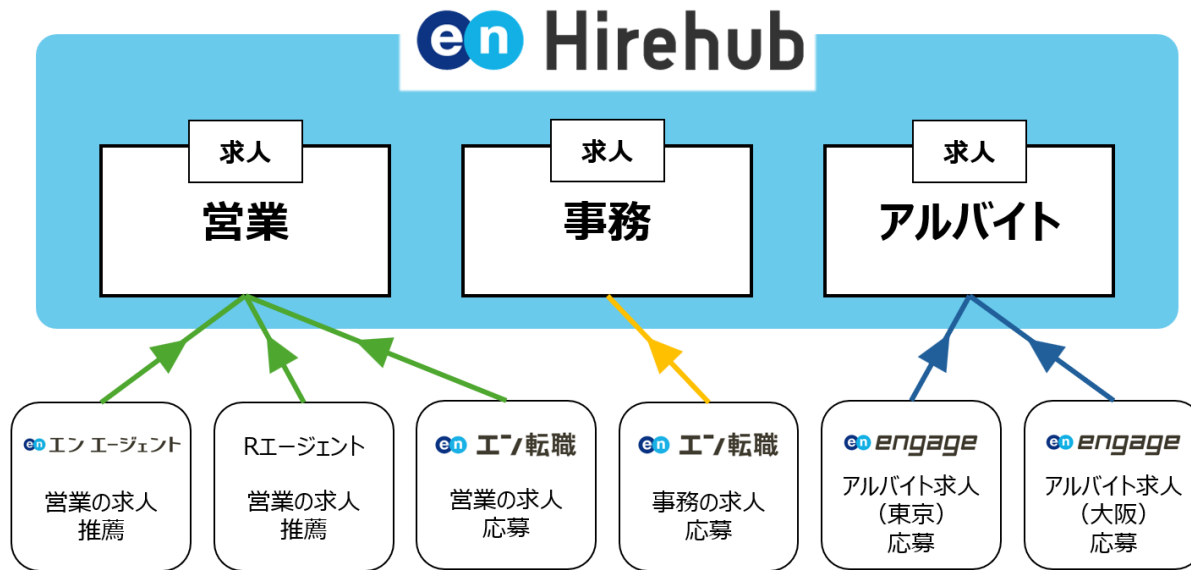 en Hirehub
求人
営業
求人
事務
求人
アルバイト
en エン エージェント
営業の求人
推薦
Rエージェント
営業の求人
推薦
en エン転職
営業の求人
応募
en エン転職
事務の求人
応募
en engage
アルバイト求人
（東京）
応募
en engage
アルバイト求人
（大阪）
応募